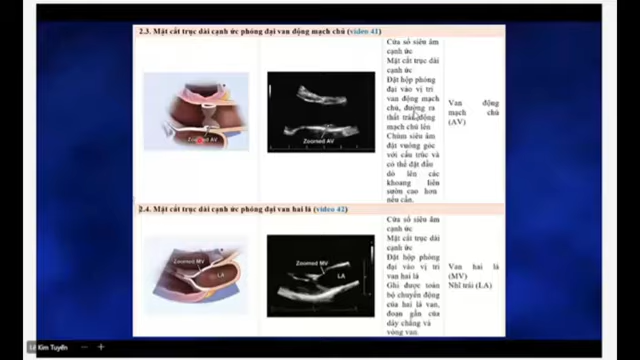 2.3. Mặt cắt trục dài cạnh ức phóng đại van động mạch chủ (video 41)
Zoomed AV
Zoomed AV
Cửa sổ siêu âm
cạnh ức
Mặt cắt trục dài
cạnh ức
Đặt hộp phóng
đại vào vị trí
van động mạch
chủ, đường ra
thất trái, động
mạch chủ lên
Chùm siêu âm
đặt vuông góc
với cấu trúc và
có thể đặt đầu
dò lên các
khoang liên
sườn cao hơn
nếu cần.
Van động
mạch chủ
(AV)
2.4. Mặt cắt trục dài cạnh ức phóng đại van hai lá (video 42)
Zoomed MV
LA
Zoomed MV
LA
Cửa sổ siêu âm
cạnh ức
Mặt cắt trục dài
cạnh ức
Đặt hộp phóng
đại vào vị trí
van hai lá
Ghi được toàn
bộ chuyển động
của hai lá van,
đoạn gần của
dây chằng và
vòng van.
Van hai lá
(MV)
Nhĩ trái (LA)
Lê Kim Tuyến